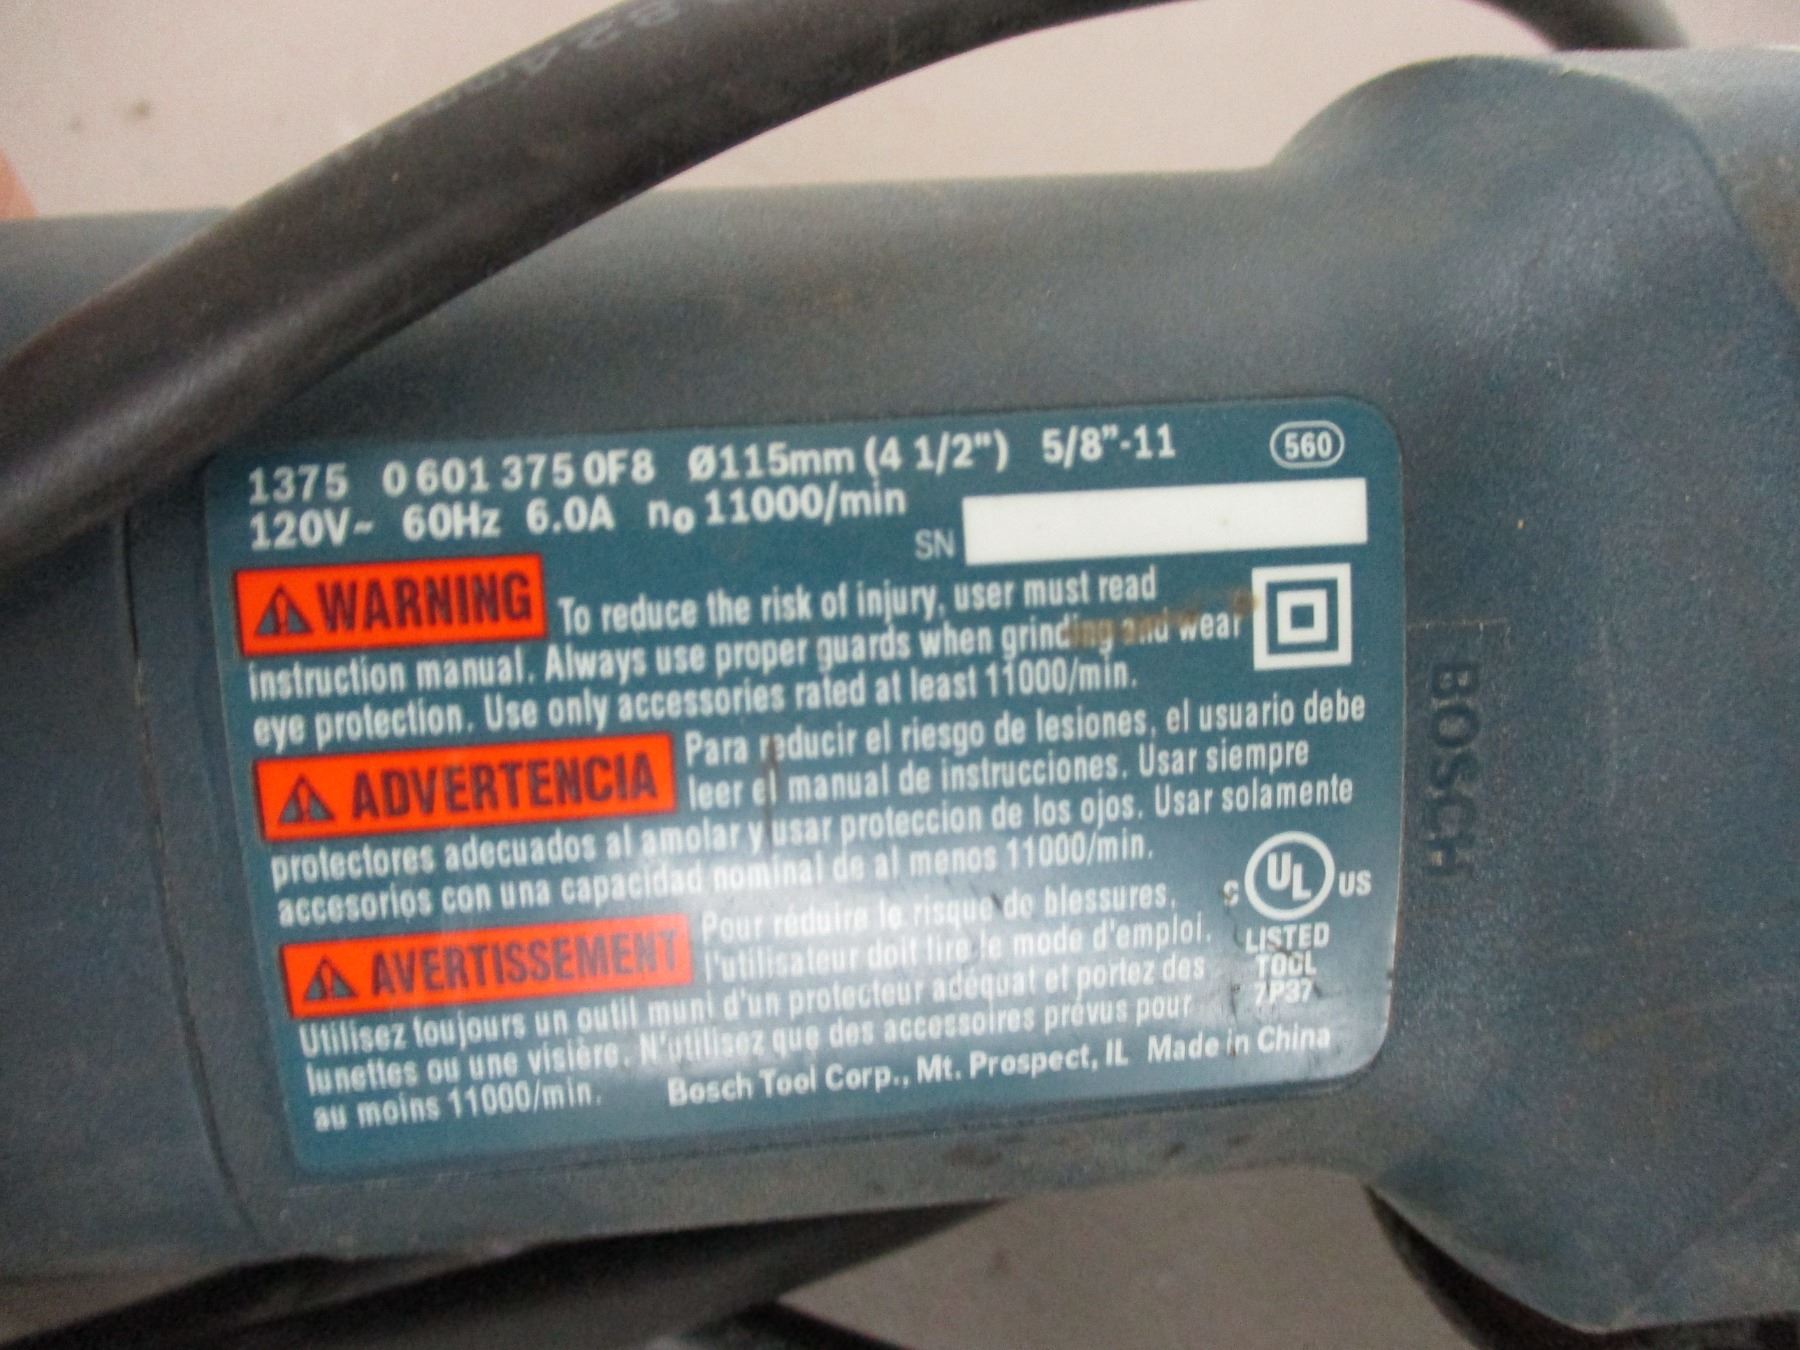 1375 0 601 375 0F8 Ø115mm (4 1/2") 5/8"-11 560
120V~ 60Hz 6.0A no 11000/min
SN
WARNING To reduce the risk of injury, user must read
instruction manual. Always use proper guards when grinding and wear
eye protection. Use only accessories rated at least 11000/min.
ADVERTENCIA Para reducir el riesgo de lesiones, el usuario debe
leer el manual de instrucciones. Usar siempre
protectores adecuados al amolar y usar proteccion de los ojos. Usar solamente
accesorios con una capacidad nominal de al menos 11000/min.
AVERTISSEMENT Pour réduire le risque de blessures,
l'utilisateur doit lire le mode d'emploi.
Utilisez toujours un outil muni d'un protecteur adéquat et portez des
lunettes ou une visière. N'utilisez que des accessoires prévus pour
au moins 11000/min.
Bosch Tool Corp., Mt. Prospect, IL Made in China
C UL US
LISTED
TOOL
7P37
BOSCH